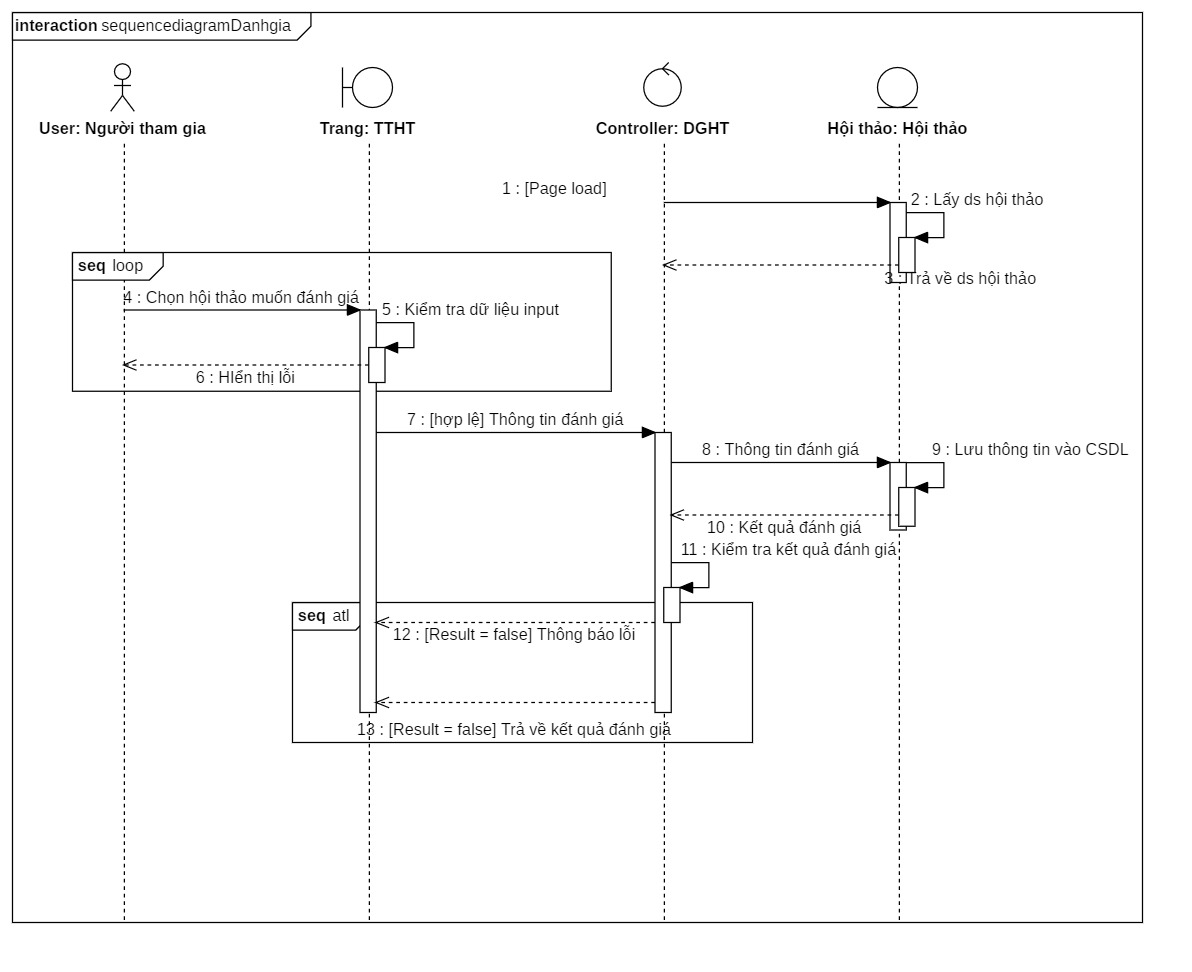 interaction sequencediagramDanhgia
User: Người tham gia
Trang: TTHT
Controller: DGHT
Hội thảo: Hội thảo
1 : [Page load]
2 : Lấy ds hội thảo
3 : Trả về ds hội thảo
seq loop
4 : Chọn hội thảo muốn đánh giá
5 : Kiểm tra dữ liệu input
6 : HIển thị lỗi
7 : [hợp lệ] Thông tin đánh giá
8 : Thông tin đánh giá
9 : Lưu thông tin vào CSDL
10 : Kết quả đánh giá
11 : Kiểm tra kết quả đánh giá
seq atl
12 : [Result = false] Thông báo lỗi
13 : [Result = false] Trả về kết quả đánh giá